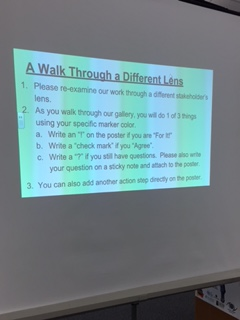 A Walk Through a Different Lens
1. Please re-examine our work through a different stakeholder's
lens.
2. As you walk through our gallery, you will do 1 of 3 things
using your specific marker color.
a. Write an "!" on the poster if you are "For It!"
b. Write a "check mark" if you "Agree".
c. Write a "?" if you still have questions. Please also write
your question on a sticky note and attach to the poster.
3. You can also add another action step directly on the poster.